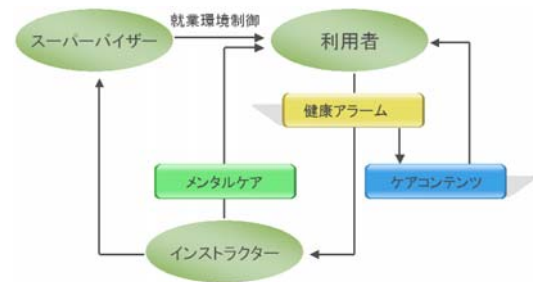 就業環境制御
スーパーバイザー
利用者
健康アラーム
メンタルケア
ケアコンテンツ
インストラクター